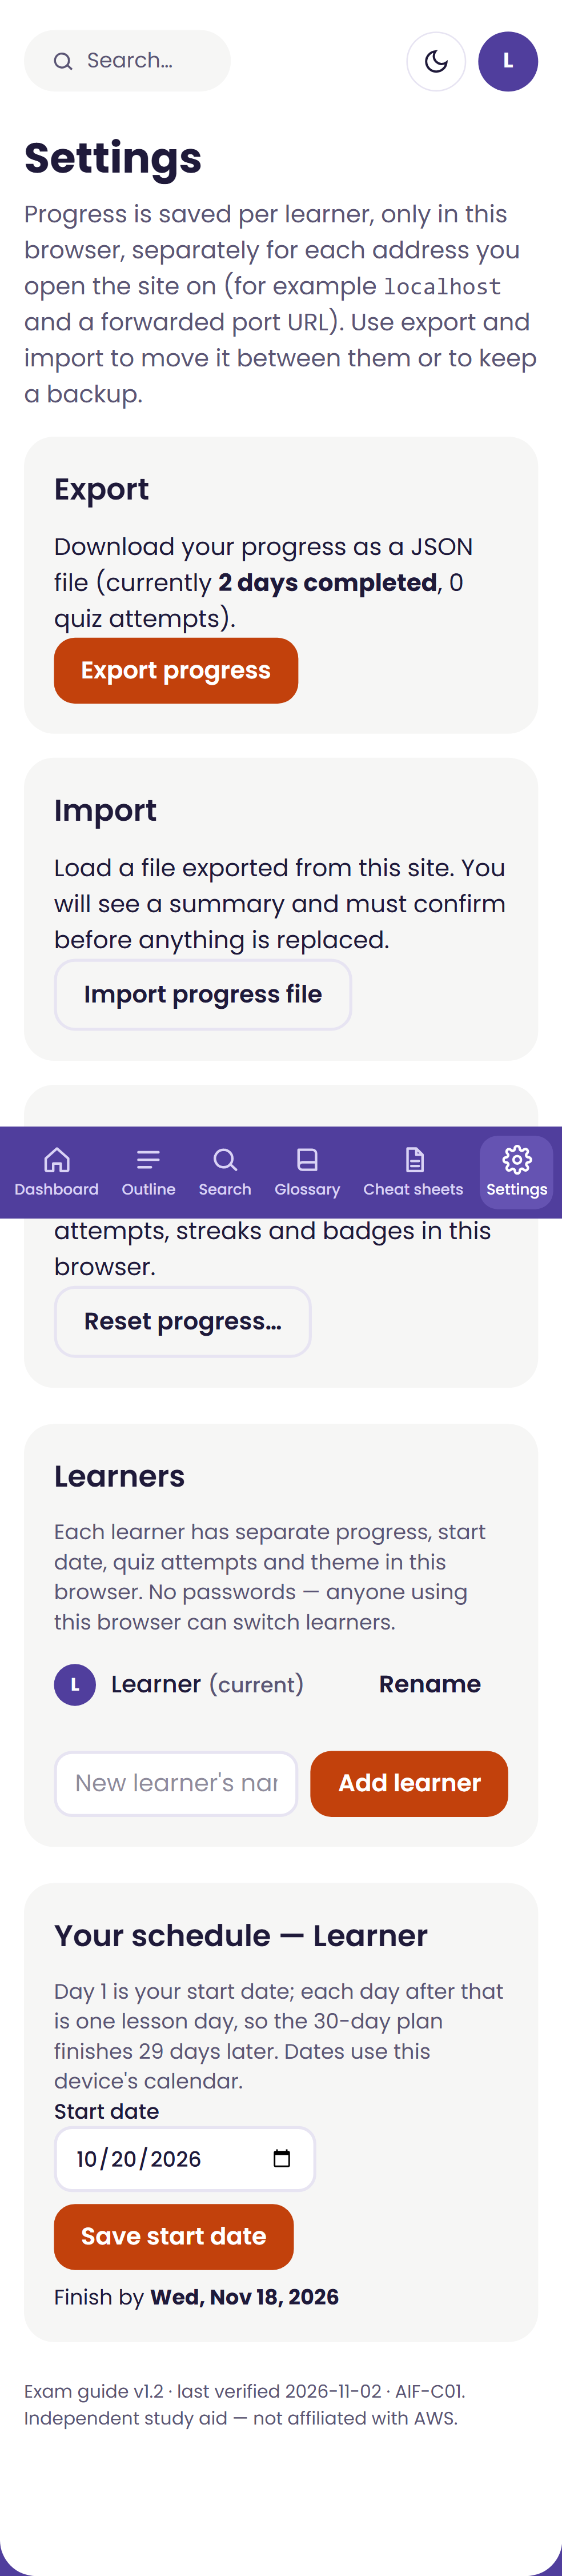 Search...
L
Settings
Progress is saved per learner, only in this
browser, separately for each address you
open the site on (for example localhost
and a forwarded port URL). Use export and
import to move it between them or to keep
a backup.
Export
Download your progress as a JSON
file (currently 2 days completed, 0
quiz attempts).
Export progress
Import
Load a file exported from this site. You
will see a summary and must confirm
before anything is replaced.
Import progress file
Dashboard Outline Search Glossary Cheat sheets Settings
attempts, streaks and badges in this
browser.
Reset progress...
Learners
Each learner has separate progress, start
date, quiz attempts and theme in this
browser. No passwords — anyone using
this browser can switch learners.
L Learner (current) Rename
New learner's nar Add learner
Your schedule — Learner
Day 1 is your start date; each day after that
is one lesson day, so the 30-day plan
finishes 29 days later. Dates use this
device's calendar.
Start date
10/20/2026
Save start date
Finish by Wed, Nov 18, 2026
Exam guide v1.2 · last verified 2026-11-02 · AIF-C01.
Independent study aid — not affiliated with AWS.